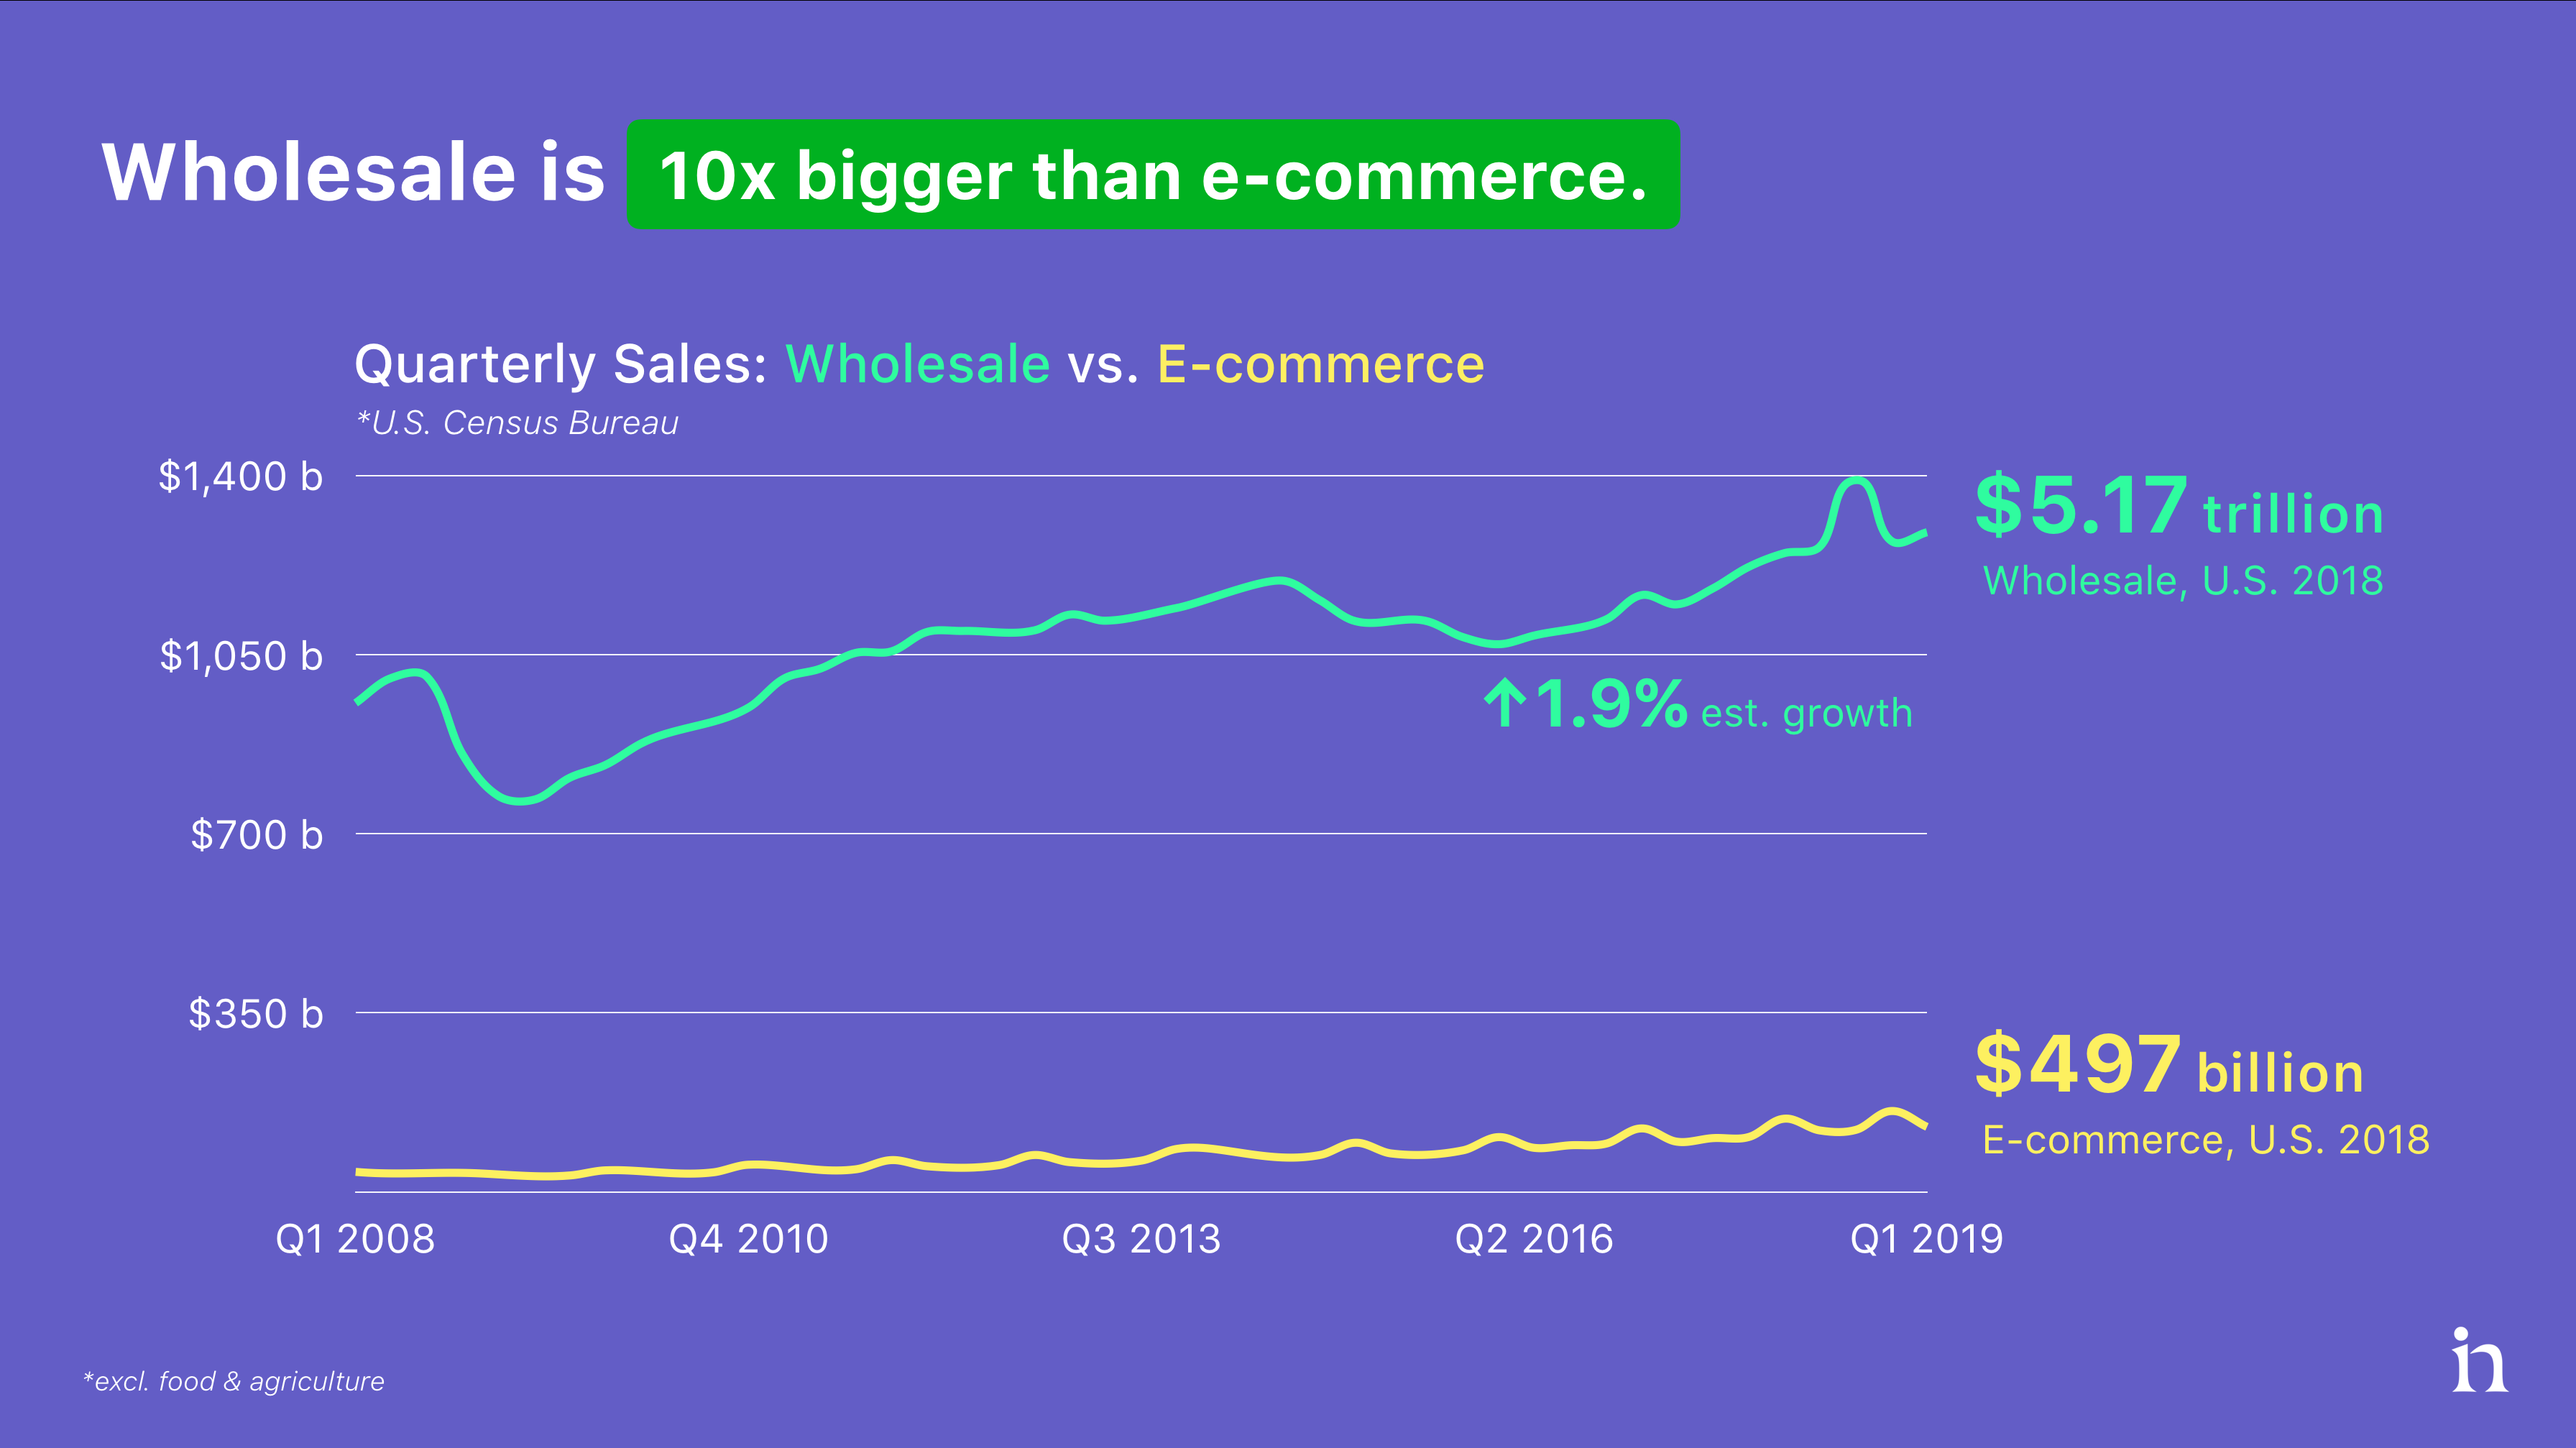 Wholesale is 10x bigger than e-commerce.
Quarterly Sales: Wholesale vs. E-commerce
*U.S. Census Bureau
$1,400 b
$5.17 trillion
Wholesale, U.S. 2018
$1,050 b
↑1.9% est. growth
$700 b
$350 b
$497 billion
E-commerce, U.S. 2018
Q1 2008 Q4 2010 Q3 2013 Q2 2016 Q1 2019
*excl. food & agriculture
in